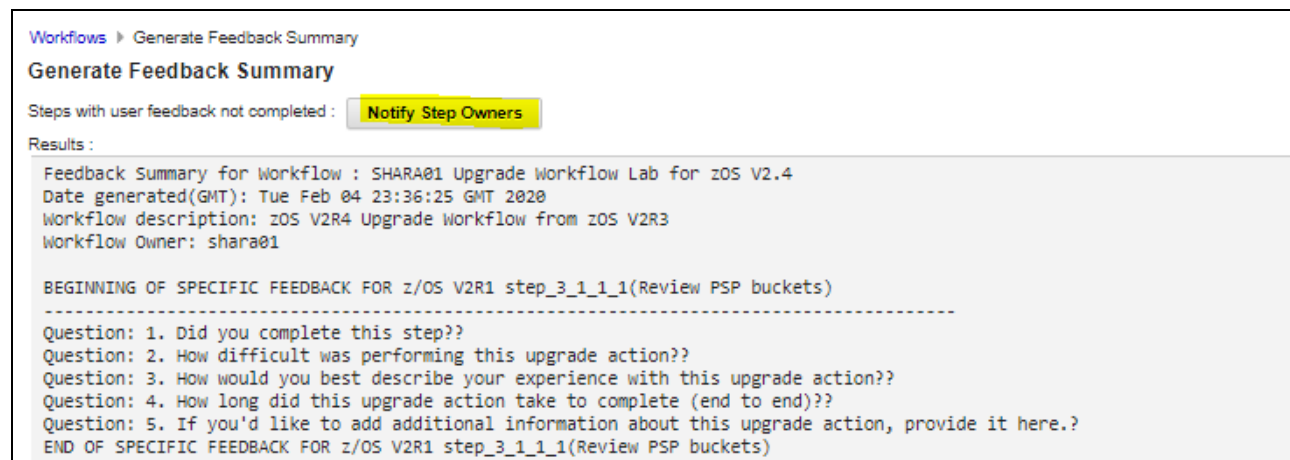 Workflows ▶ Generate Feedback Summary
Generate Feedback Summary
Steps with user feedback not completed : Notify Step Owners
Results :
Feedback Summary for Workflow : SHARA01 Upgrade Workflow Lab for zOS V2.4
Date generated(GMT): Tue Feb 04 23:36:25 GMT 2020
Workflow description: zOS V2R4 Upgrade Workflow from zOS V2R3
Workflow Owner: shara01
BEGINNING OF SPECIFIC FEEDBACK FOR z/OS V2R1 step_3_1_1_1(Review PSP buckets)
--------------------------------------------------------------------------------------
Question: 1. Did you complete this step??
Question: 2. How difficult was performing this upgrade action??
Question: 3. How would you best describe your experience with this upgrade action??
Question: 4. How long did this upgrade action take to complete (end to end)??
Question: 5. If you'd like to add additional information about this upgrade action, provide it here.?
END OF SPECIFIC FEEDBACK FOR z/OS V2R1 step_3_1_1_1(Review PSP buckets)